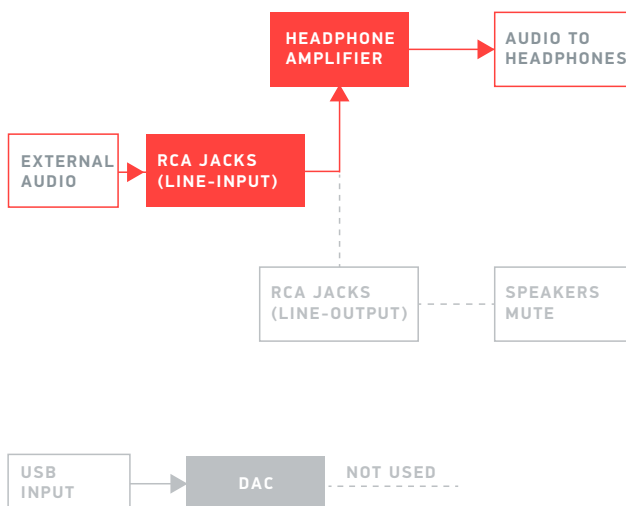 HEADPHONE
AMPLIFIER
AUDIO TO
HEADPHONES
EXTERNAL
AUDIO
RCA JACKS
(LINE-INPUT)
RCA JACKS
(LINE-OUTPUT)
SPEAKERS
MUTE
USB
INPUT
DAC
NOT USED